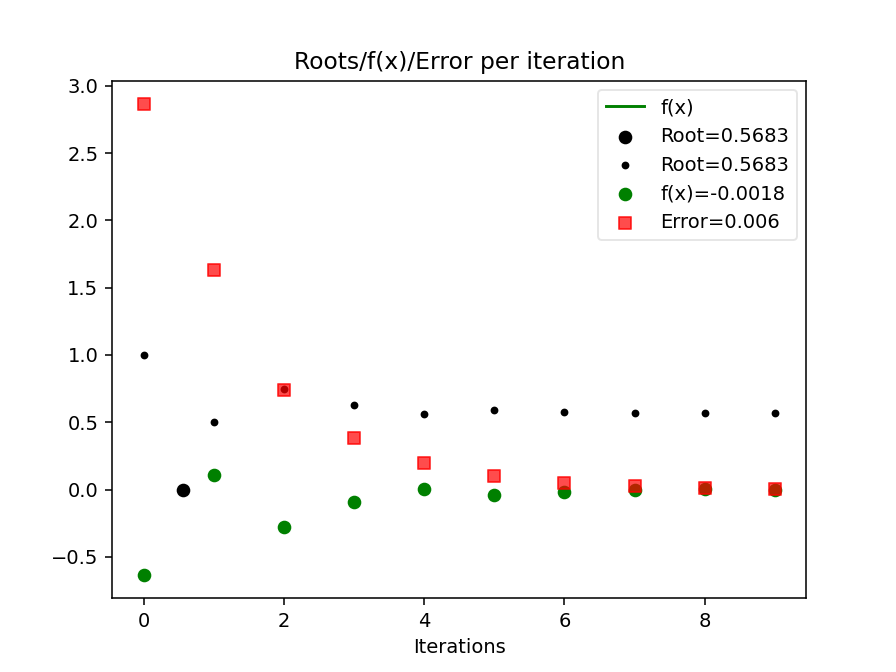 Roots/f(x)/Error per iteration
3.0
2.5
2.0
1.5
1.0
0.5
0.0
−0.5
f(x)
Root=0.5683
Root=0.5683
f(x)=-0.0018
Error=0.006
0 2 4 6 8
Iterations